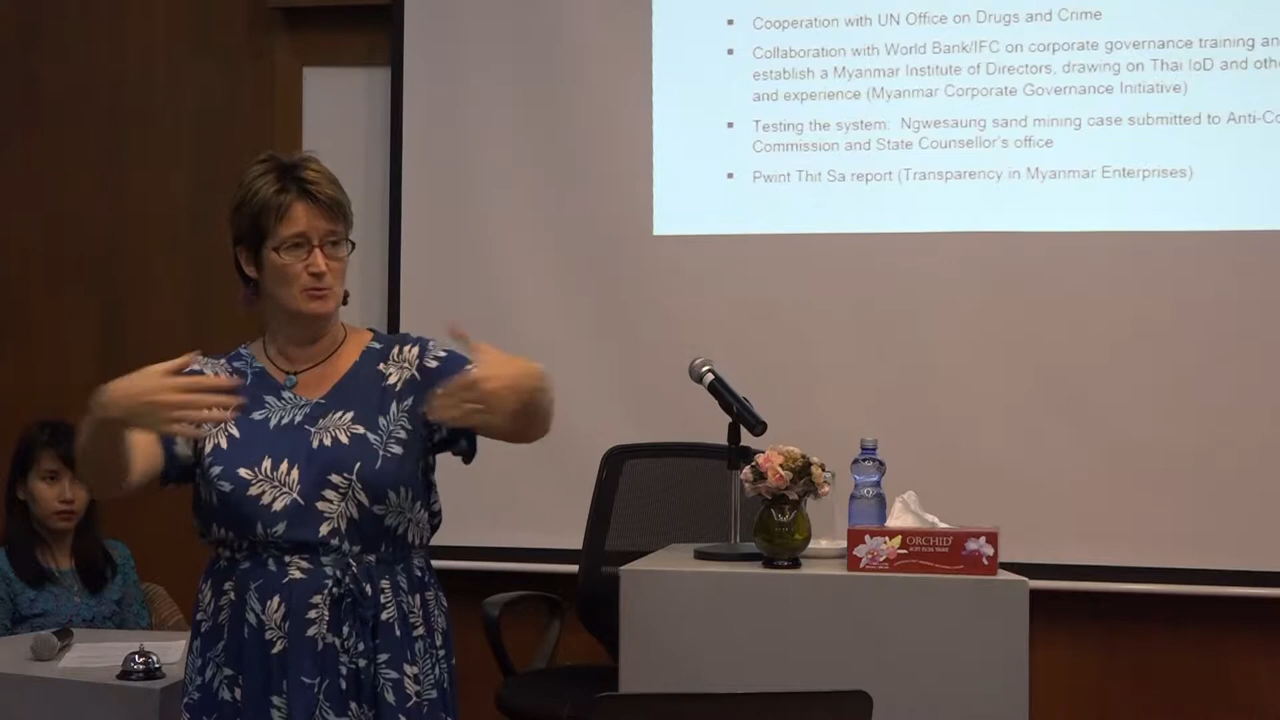 ▪ Cooperation with UN Office on Drugs and Crime
▪ Collaboration with World Bank/IFC on corporate governance training an
establish a Myanmar Institute of Directors, drawing on Thai IoD and oth
and experience (Myanmar Corporate Governance Initiative)
▪ Testing the system: Ngwesaung sand mining case submitted to Anti-Co
Commission and State Counsellor's office
▪ Pwint Thit Sa report (Transparency in Myanmar Enterprises)
ORCHID